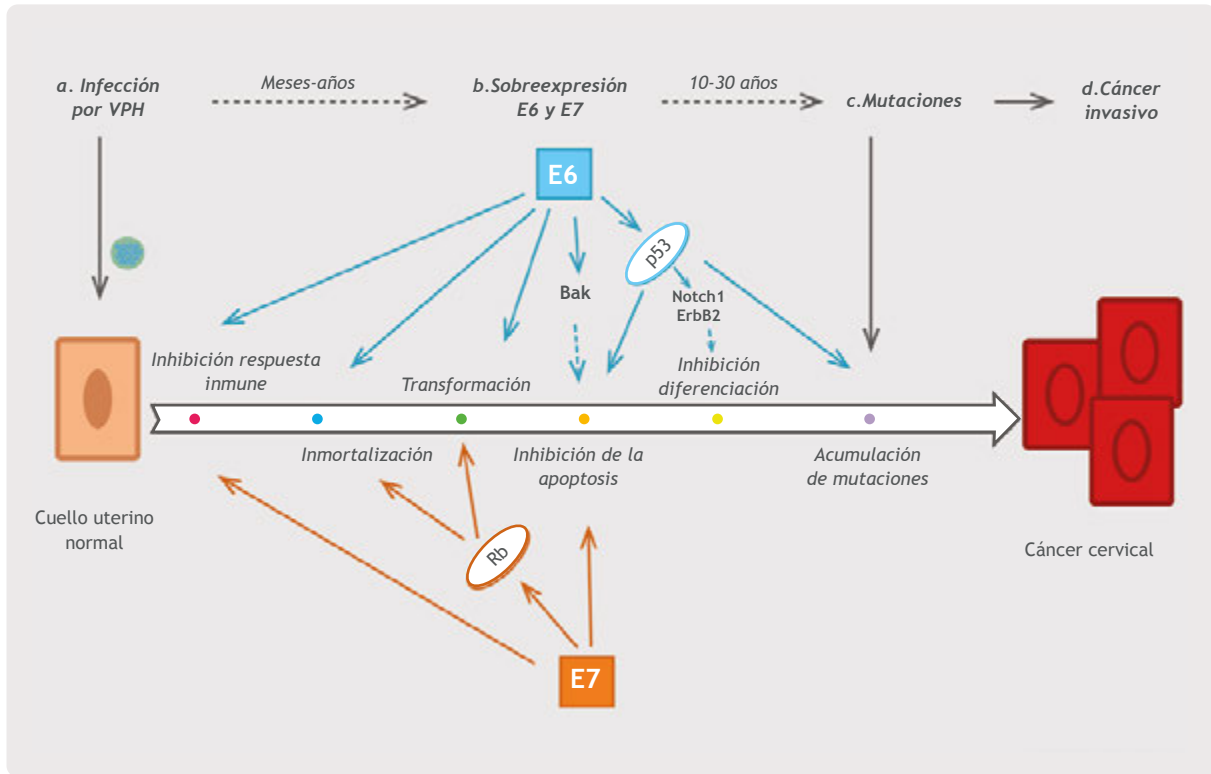 a. Infección
por VPH
Meses-años
b.Sobreexpresión
E6 y E7
10-30 años
c.Mutaciones
d.Cáncer
invasivo
E6
p53
Bak
Notch1
ErbB2
Inhibición respuesta
inmune
Transformación
Inhibición
diferenciación
Inmortalización
Inhibición de la
apoptosis
Acumulación
de mutaciones
Cuello uterino
normal
Rb
Cáncer cervical
E7